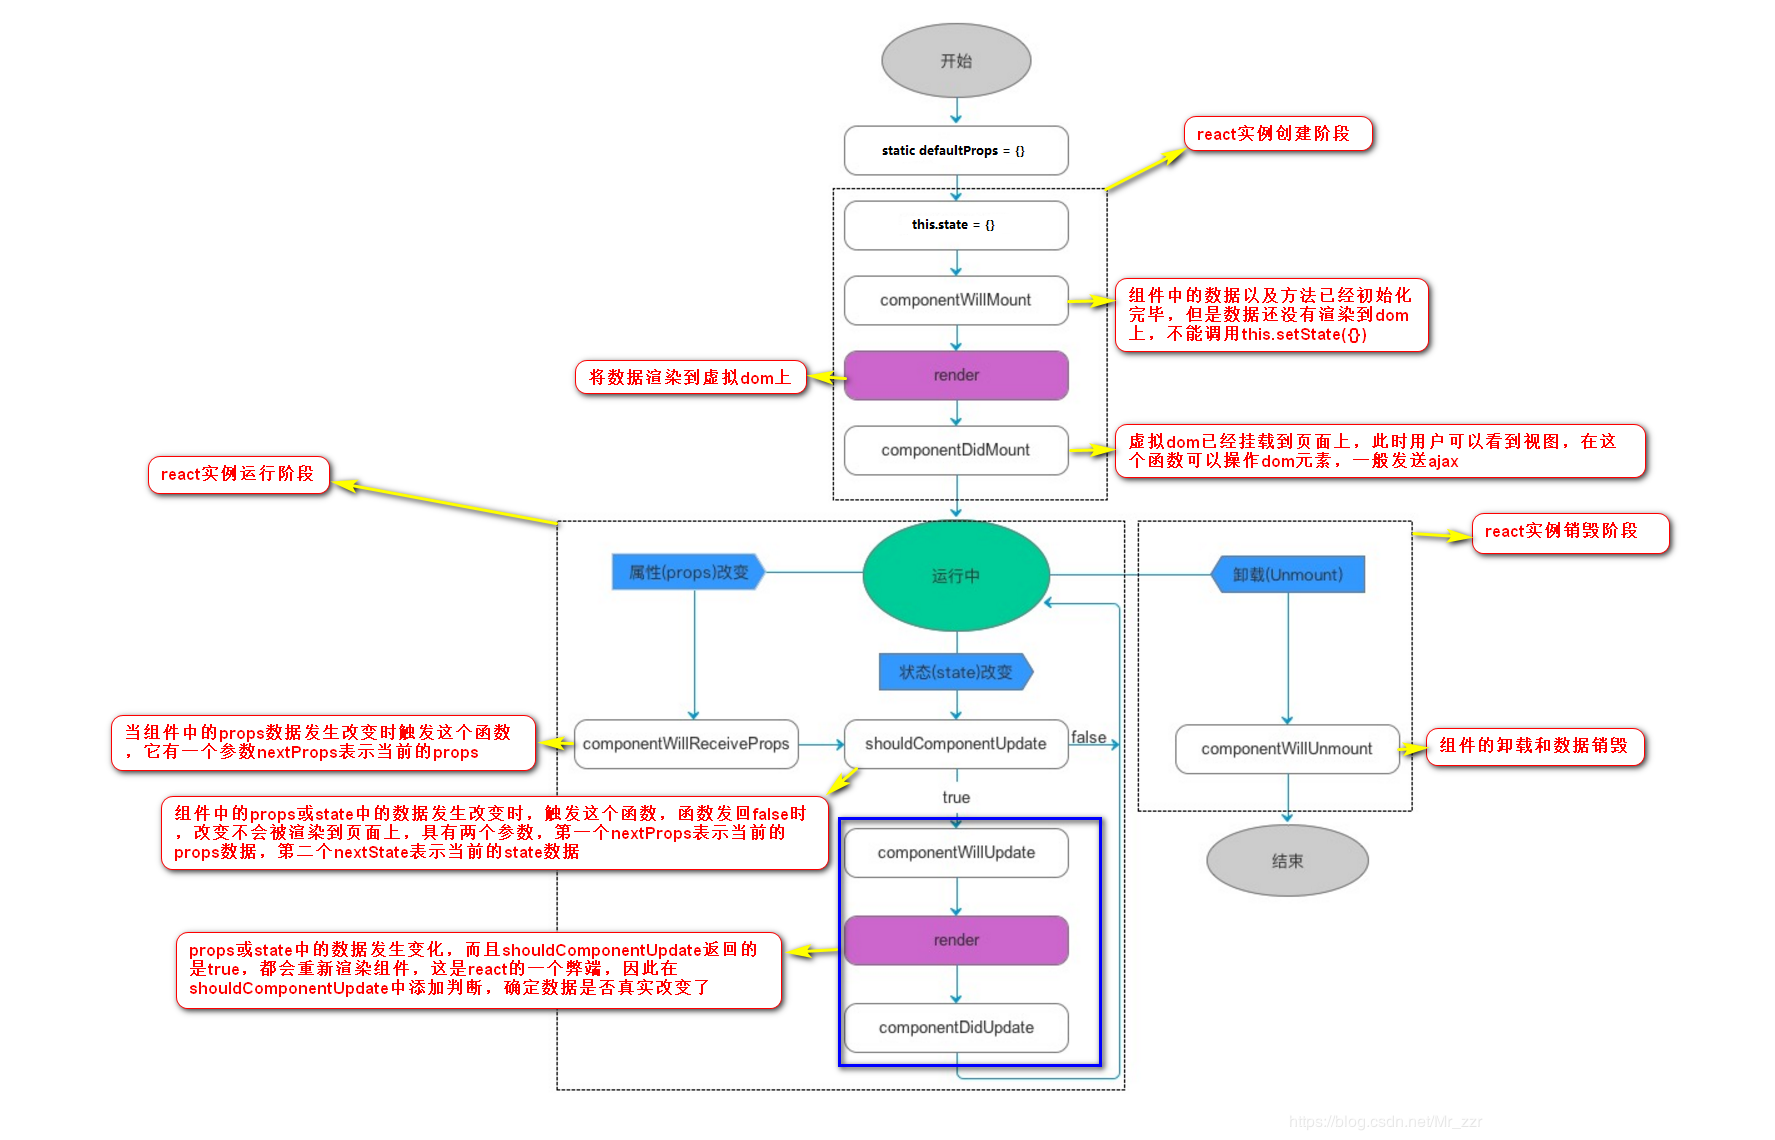 开始
static defaultProps = {}
react实例创建阶段
this.state = {}
componentWillMount
组件中的数据以及方法已经初始化
完毕，但是数据还没有渲染到dom
上，不能调用this.setState({})
将数据渲染到虚拟dom上
render
componentDidMount
虚拟dom已经挂载到页面上，此时用户可以看到视图，在这
个函数可以操作dom元素，一般发送ajax
react实例运行阶段
react实例销毁阶段
属性(props)改变
运行中
卸载(Unmount)
状态(state)改变
当组件中的props数据发生改变时触发这个函数
，它有一个参数nextProps表示当前的props
componentWillReceiveProps
shouldComponentUpdate
false
componentWillUnmount
组件的卸载和数据销毁
true
组件中的props或state中的数据发生改变时，触发这个函数，函数发回false时
，改变不会被渲染到页面上，具有两个参数，第一个nextProps表示当前的
props数据，第二个nextState表示当前的state数据
componentWillUpdate
结束
props或state中的数据发生变化，而且shouldComponentUpdate返回的
是true，都会重新渲染组件，这是react的一个弊端，因此在
shouldComponentUpdate中添加判断，确定数据是否真实改变了
render
componentDidUpdate
https://blog.csdn.net/Mr_zzr